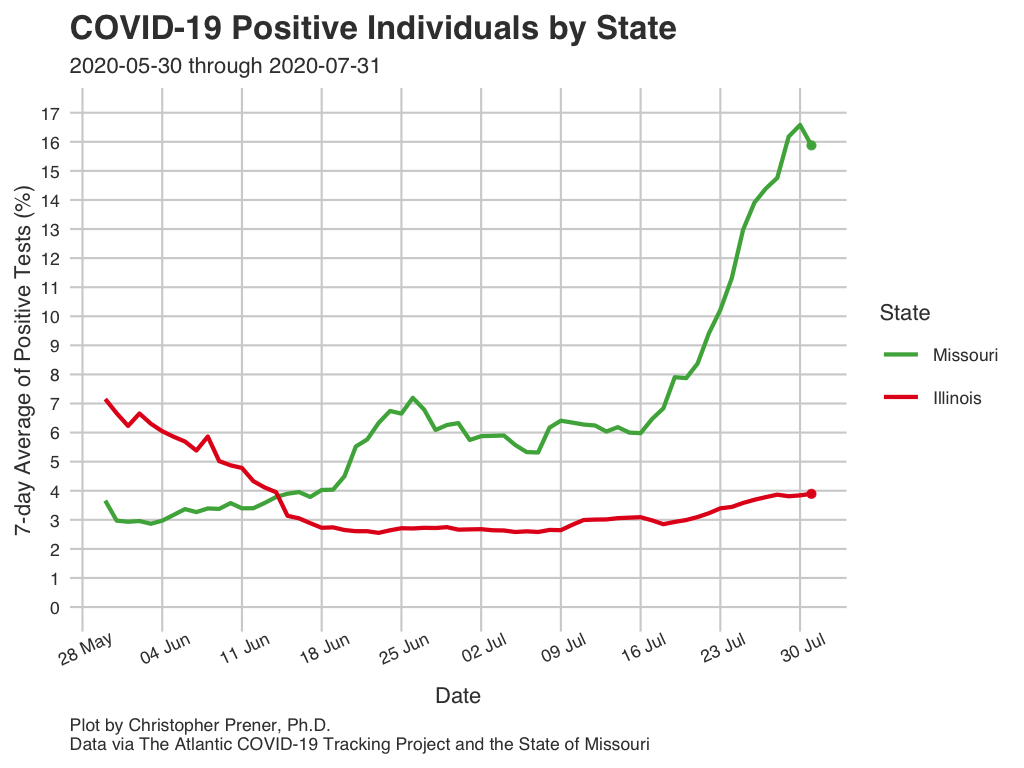 COVID-19 Positive Individuals by State
2020-05-30 through 2020-07-31
7-day Average of Positive Tests (%)
17
16
15
14
13
12
11
10
9
8
7
6
5
4
3
2
1
0
28 May
04 Jun
11 Jun
18 Jun
25 Jun
02 Jul
09 Jul
16 Jul
23 Jul
30 Jul
Date
State
Missouri
Illinois
Plot by Christopher Prener, Ph.D.
Data via The Atlantic COVID-19 Tracking Project and the State of Missouri